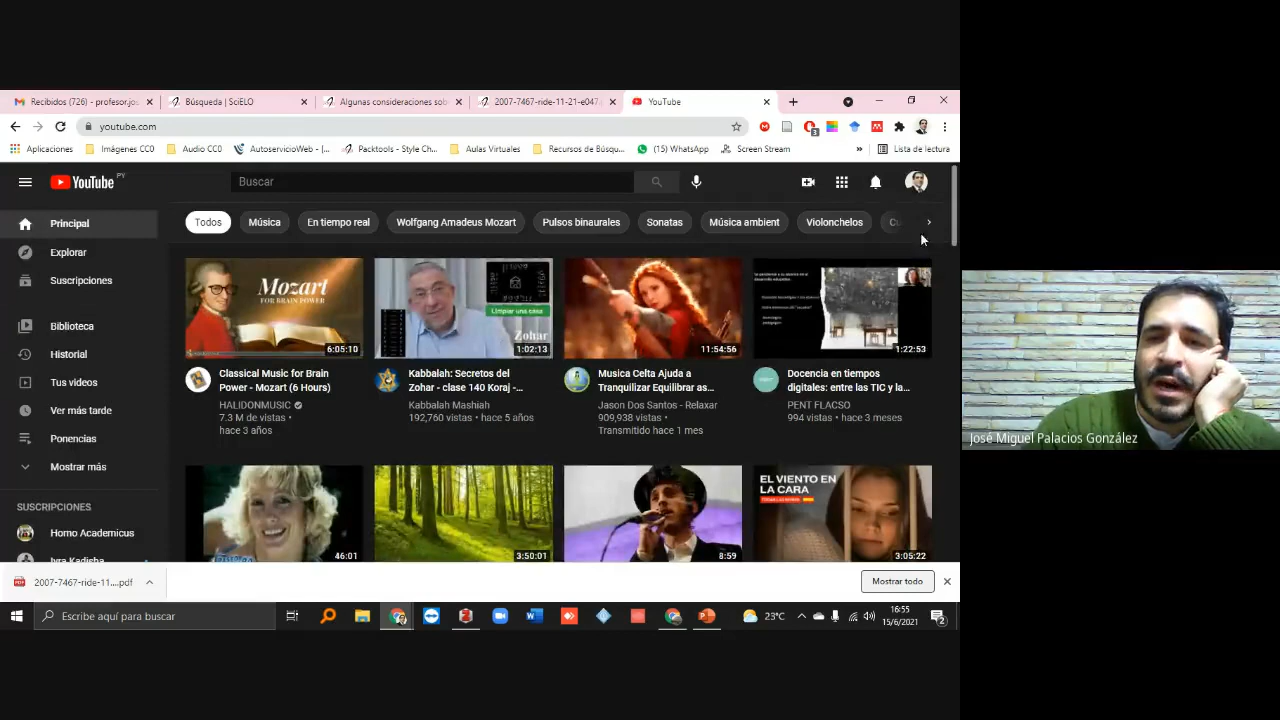 Recibidos (726) - profesor.jos
Búsqueda | SciELO
Algunas consideraciones sob
2007-7467-ride-11-21-e047
YouTube
youtube.com
3
Aplicaciones
Imágenes CC0
Audio CC0
AutoservicioWeb - (...
Packtools - Style Ch...
Aulas Virtuales
Recursos de Búsqu...
(15) WhatsApp
Screen Stream
»
Lista de lectura
YouTube PY
Buscar
Principal
Explorar
Suscripciones
Biblioteca
Historial
Tus videos
Ver más tarde
Ponencias
Mostrar más
SUSCRIPCIONES
Homo Academicus
Ivra Kadisha
Todos
Música
En tiempo real
Wolfgang Amadeus Mozart
Pulsos binaurales
Sonatas
Música ambient
Violonchelos
Cu
Mozart
FOR BRAIN POWER
6:05:10
Classical Music for Brain
Power - Mozart (6 Hours)
HALIDONMUSIC
7.3 M de vistas •
hace 3 años
Limpiar una casa
Zohar
1:02:13
Kabbalah: Secretos del
Zohar - clase 140 Koraj -...
Kabbalah Mashiah
192,760 vistas • hace 5 años
11:54:56
Musica Celta Ajuda a
Tranquilizar Equilibrar as...
Jason Dos Santos - Relaxar
909,938 vistas •
Transmitido hace 1 mes
1:22:53
Docencia en tiempos
digitales: entre las TIC y la...
PENT FLACSO
994 vistas • hace 3 meses
46:01
3:50:01
8:59
EL VIENTO EN
LA CARA
3:05:22
2007-7467-ride-11....pdf
Mostrar todo
Escribe aquí para buscar
23°C
16:55
15/6/2021
2
José Miguel Palacios González